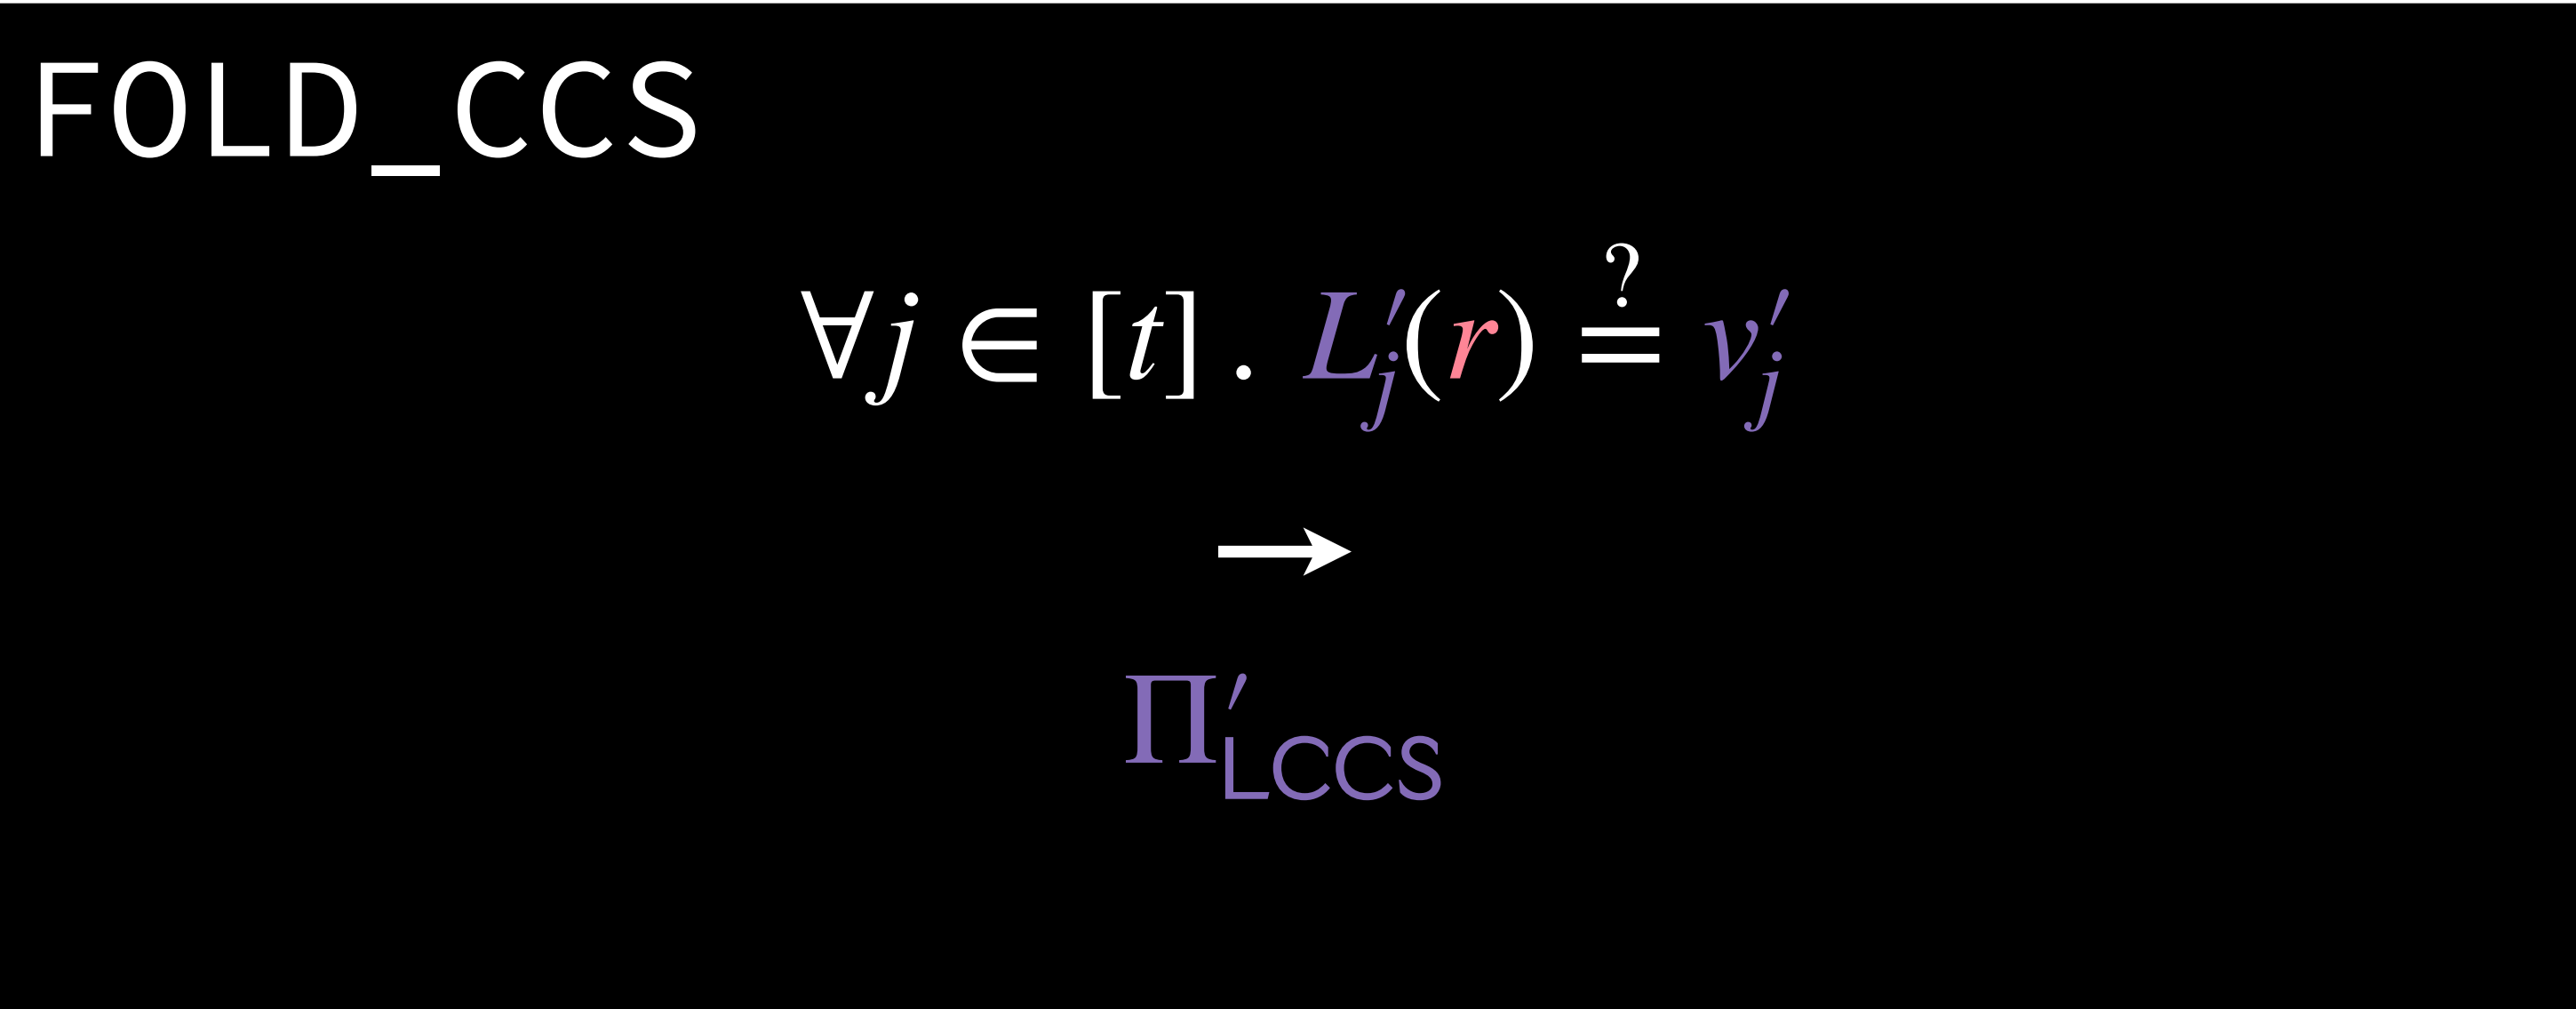 FOLD_CCS
∀j ∈ [t] . L′ⱼ(r) ≟ v′ⱼ
→
Π′LCCS